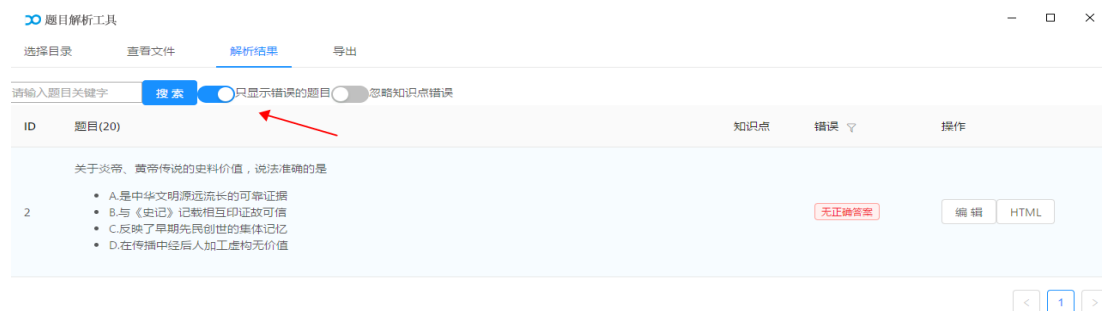 题目解析工具
选择目录 查看文件 解析结果 导出
请输入题目关键字 搜 索 只显示错误的题目 忽略知识点错误
ID 题目(20) 知识点 错误 操作
关于炎帝、黄帝传说的史料价值，说法准确的是
A.是中华文明源远流长的可靠证据
B.与《史记》记载相互印证故可信
2 无正确答案 编 辑 HTML
C.反映了早期先民创世的集体记忆
D.在传播中经后人加工虚构无价值
< 1 >